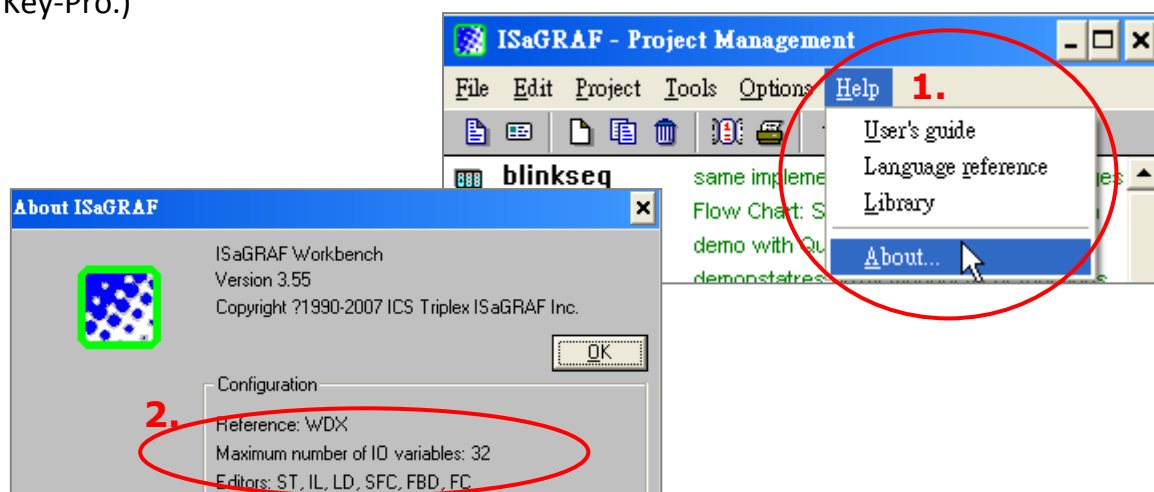 Key-Pro.)
ISaGRAF - Project Management
File Edit Project Tools Options Help 1.
User's guide
Language reference
Library
About...
blinkseq
same impleme
es
Flow Chart: S
demo with Qu
demonstatres
About ISaGRAF
ISaGRAF Workbench
Version 3.55
Copyright ?1990-2007 ICS Triplex ISaGRAF Inc.
OK
Configuration
2.
Reference: WDX
Maximum number of IO variables: 32
Editors: ST, IL, LD, SFC, FBD, FC